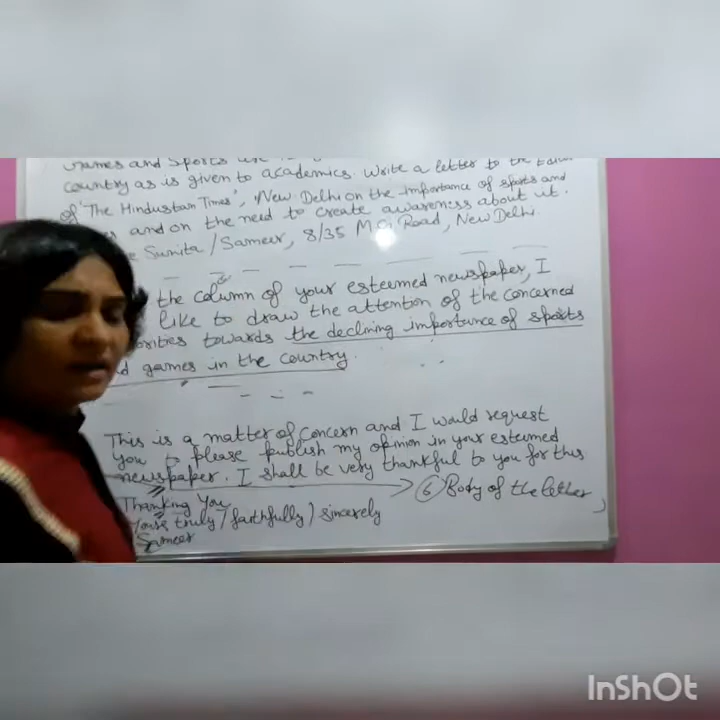 Games and Sports
country as is given to academics. Write a letter to the
of 'The Hindustan Times', New Delhi on the importance of sports and
and on the need to create awareness about it.
Sunita / Sameer, 8/35 M.G. Road, New Delhi.
the column of your esteemed newspaper, I
like to draw the attention of the concerned
orities towards the declining importance of sports
d games in the country.
This is a matter of concern and I would request
you to please publish my opinion in your esteemed
newspaper. I shall be very thankful to you for this
⑥ Body of the letter
Thanking You
Yours truly / faithfully / sincerely
Sameer
InShOt